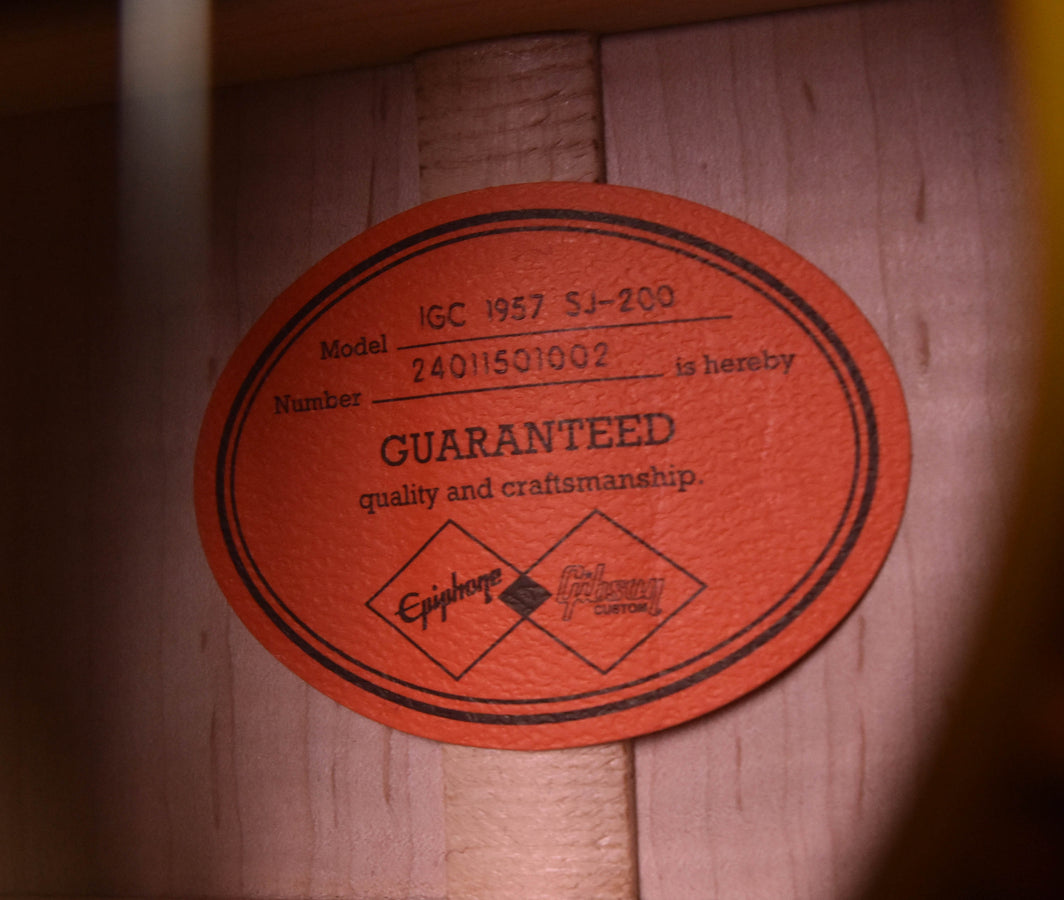 Model IGC 1957 SJ-200
Number 24011501002 is hereby
GUARANTEED
quality and craftsmanship.
Epiphone
Gibson
CUSTOM